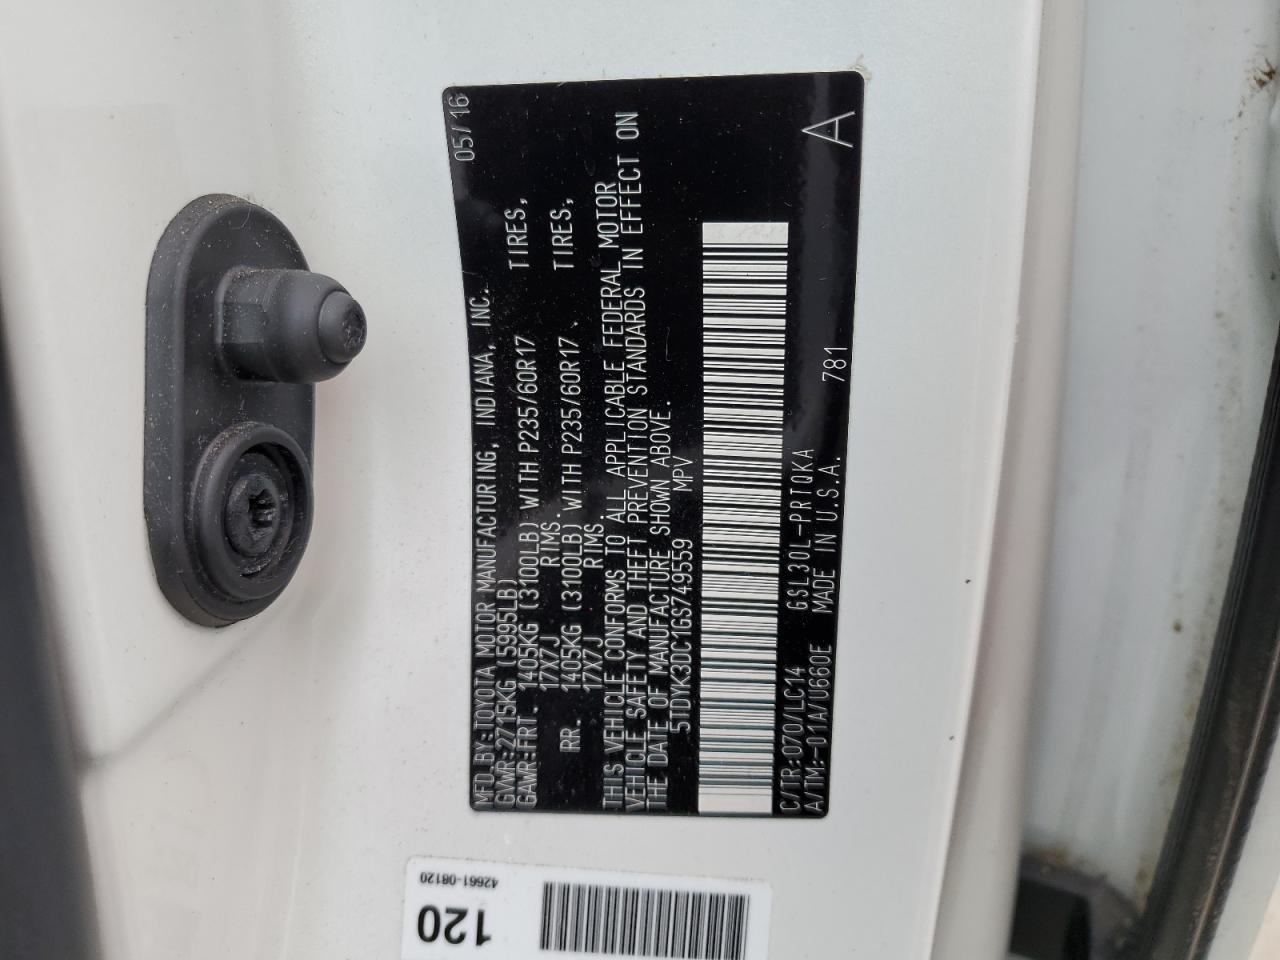 MFD.BY:TOYOTA MOTOR MANUFACTURING, INDIANA, INC. 05/16
GVWR:2715KG (5995LB)
GAWR:FRT. 1405KG (3100LB) WITH P235/60R17 TIRES,
17X7J RIMS.
RR. 1405KG (3100LB) WITH P235/60R17 TIRES,
17X7J RIMS.
THIS VEHICLE CONFORMS TO ALL APPLICABLE FEDERAL MOTOR
VEHICLE SAFETY AND THEFT PREVENTION STANDARDS IN EFFECT ON
THE DATE OF MANUFACTURE SHOWN ABOVE.
5TDYK3DC1GS749559 MPV
C/TR:070/LC14 GSL30L-PRTQKA
A/TM:-01A/U660E MADE IN U.S.A. 781 A
42661-08120
120